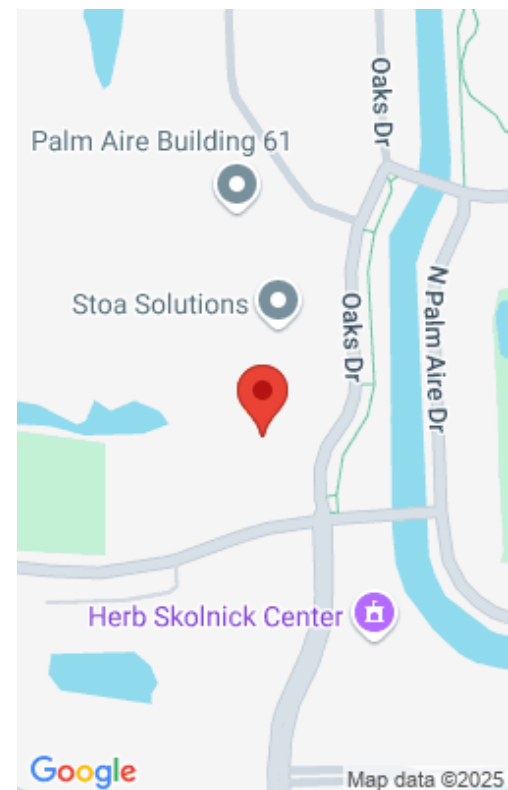 Oaks Dr
Palm Aire Building 61
Stoa Solutions
Oaks Dr
N Palm Aire Dr
Herb Skolnick Center
Google
Map data ©2025